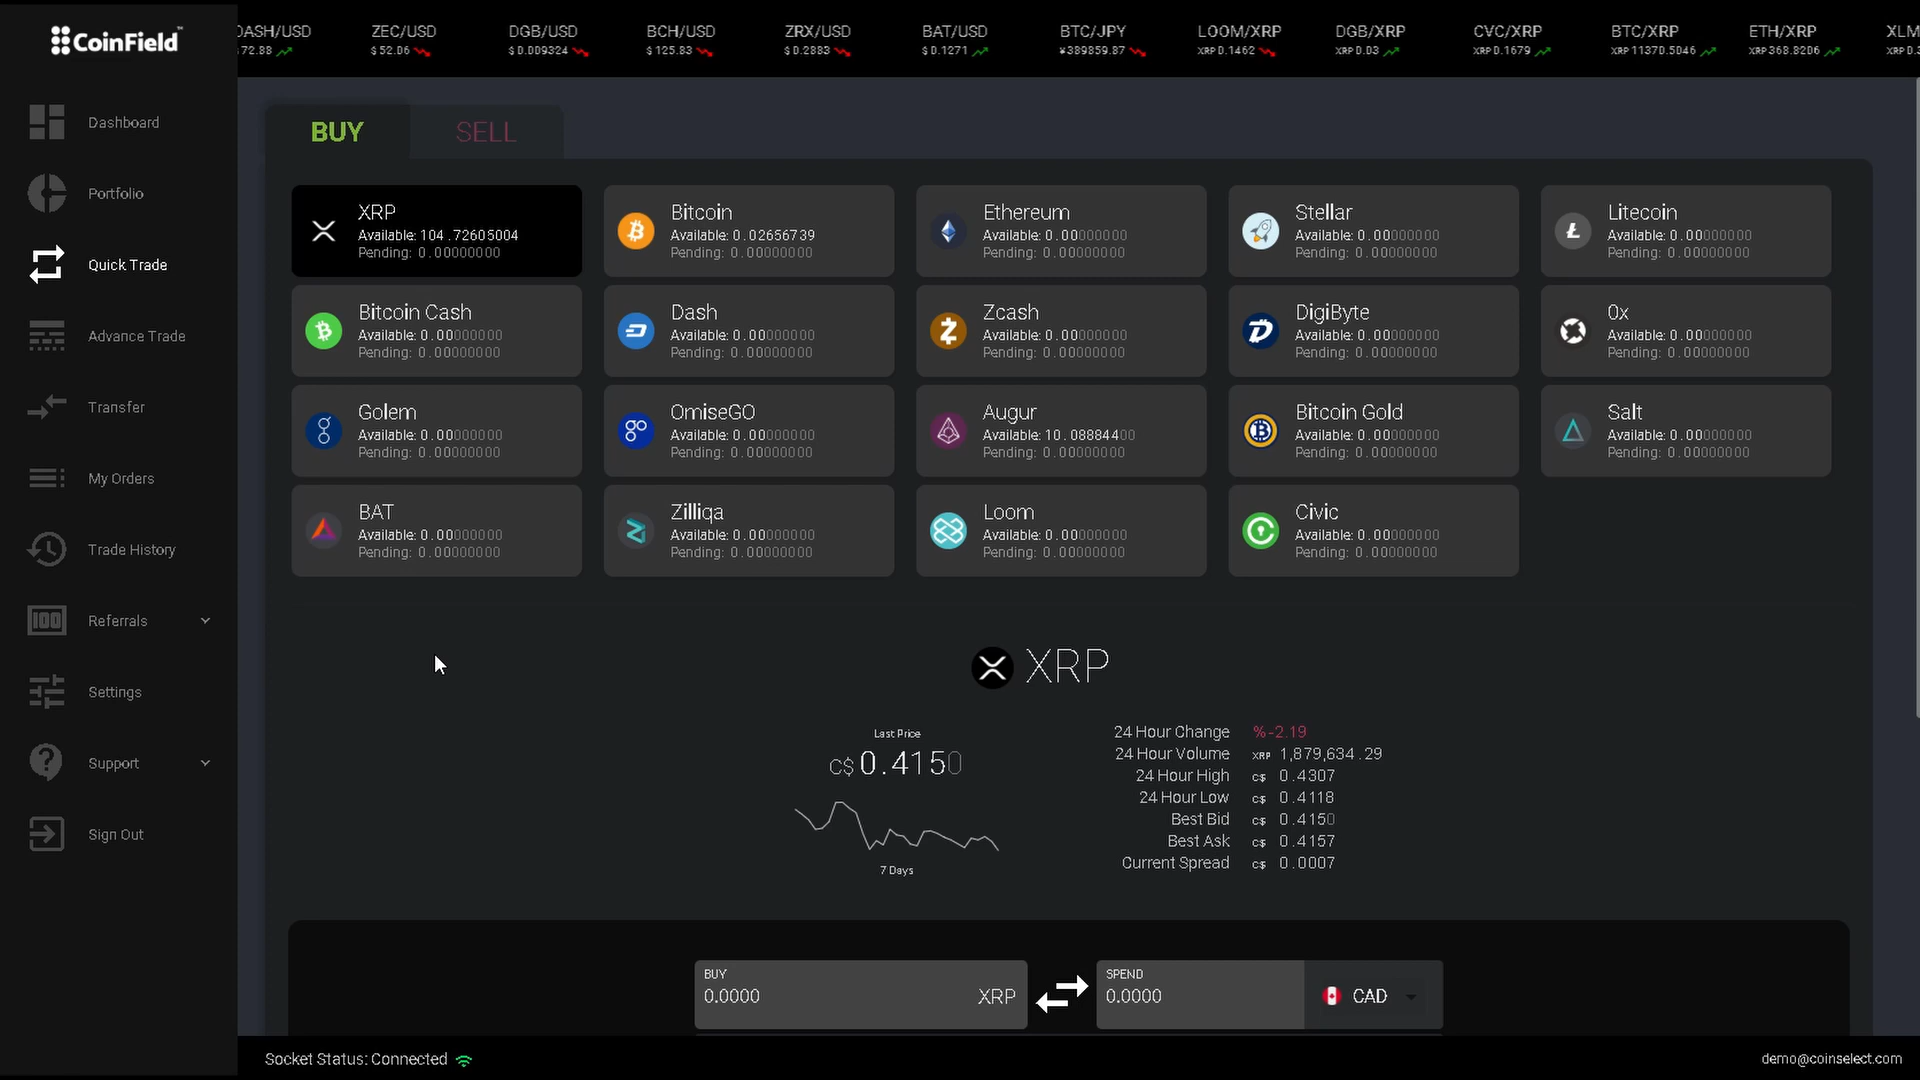 CoinField
DASH/USD
ZEC/USD
DGB/USD
BCH/USD
ZRX/USD
BAT/USD
BTC/JPY
LOOM/XRP
DGB/XRP
CVC/XRP
BTC/XRP
ETH/XRP
XLM
72.88
$ 52.06
$ 0.009324
$ 125.83
$ 0.2883
$ 0.1271
¥389859.87
XRP 0.1462
XRP 0.03
XRP 0.1679
XRP 11370.5046
XRP 368.8206
Dashboard
Portfolio
Quick Trade
Advance Trade
Transfer
My Orders
Trade History
100
Referrals
Settings
Support
Sign Out
BUY
SELL
XRP
Available: 104.72605004
Pending: 0.00000000
Bitcoin
Available: 0.02656739
Pending: 0.00000000
Ethereum
Available: 0.00000000
Pending: 0.00000000
Stellar
Available: 0.00000000
Pending: 0.00000000
Litecoin
Available: 0.00000000
Pending: 0.00000000
Bitcoin Cash
Available: 0.00000000
Pending: 0.00000000
Dash
Available: 0.00000000
Pending: 0.00000000
Zcash
Available: 0.00000000
Pending: 0.00000000
DigiByte
Available: 0.00000000
Pending: 0.00000000
0x
Available: 0.00000000
Pending: 0.00000000
Golem
Available: 0.00000000
Pending: 0.00000000
OmiseGO
Available: 0.00000000
Pending: 0.00000000
Augur
Available: 10.08884400
Pending: 0.00000000
Bitcoin Gold
Available: 0.00000000
Pending: 0.00000000
Salt
Available: 0.00000000
Pending: 0.00000000
BAT
Available: 0.00000000
Pending: 0.00000000
Zilliqa
Available: 0.00000000
Pending: 0.00000000
Loom
Available: 0.00000000
Pending: 0.00000000
Civic
Available: 0.00000000
Pending: 0.00000000
XRP
Last Price
C$ 0.4150
7 Days
24 Hour Change %-2.19
24 Hour Volume XRP 1,879,634.29
24 Hour High C$ 0.4307
24 Hour Low C$ 0.4118
Best Bid C$ 0.4150
Best Ask C$ 0.4157
Current Spread C$ 0.0007
BUY
0.0000 XRP
SPEND
0.0000
CAD
Socket Status: Connected
demo@coinselect.com